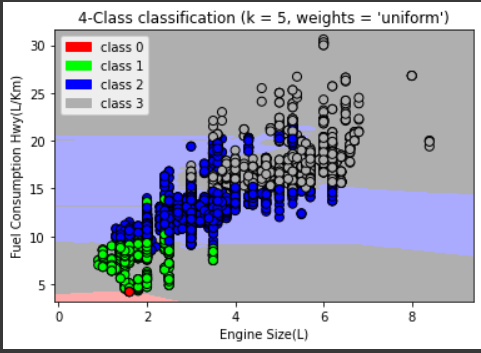 4-Class classification (k = 5, weights = 'uniform')
class 0
class 1
class 2
class 3
Fuel Consumption Hwy(L/Km)
30
25
20
15
10
5
0
2
4
6
8
Engine Size(L)